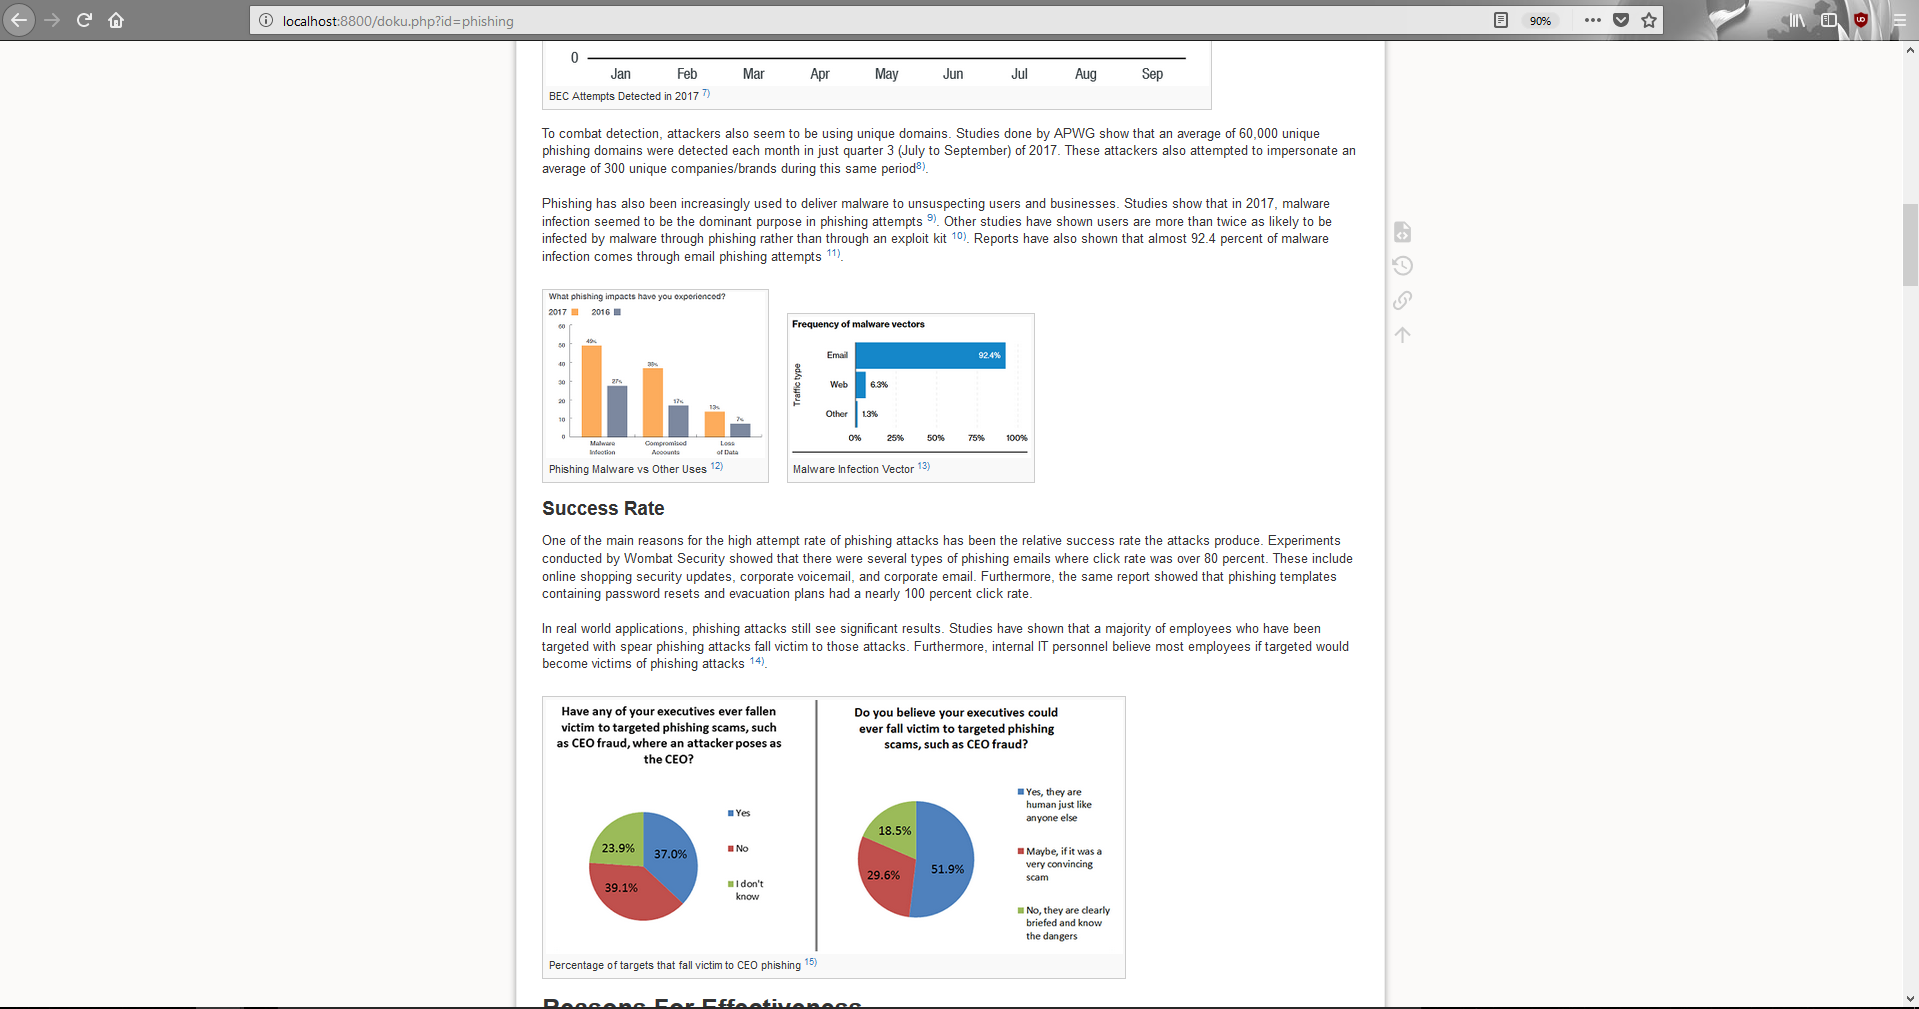 localhost:8800/doku.php?id=phishing
90%
0
Jan Feb Mar Apr May Jun Jul Aug Sep
BEC Attempts Detected in 2017 7)
To combat detection, attackers also seem to be using unique domains. Studies done by APWG show that an average of 60,000 unique
phishing domains were detected each month in just quarter 3 (July to September) of 2017. These attackers also attempted to impersonate an
average of 300 unique companies/brands during this same period8).
Phishing has also been increasingly used to deliver malware to unsuspecting users and businesses. Studies show that in 2017, malware
infection seemed to be the dominant purpose in phishing attempts 9). Other studies have shown users are more than twice as likely to be
infected by malware through phishing rather than through an exploit kit 10). Reports have also shown that almost 92.4 percent of malware
infection comes through email phishing attempts 11).
What phishing impacts have you experienced?
2017 2016
60
50
40
30
20
10
0
49%
27%
17%
13%
7%
Malware
Infection
Compromised
Accounts
Loss
of Data
Phishing Malware vs Other Uses 12)
Frequency of malware vectors
Traffic type
Email 92.4%
Web 6.3%
Other 1.3%
0% 25% 50% 75% 100%
Malware Infection Vector 13)
Success Rate
One of the main reasons for the high attempt rate of phishing attacks has been the relative success rate the attacks produce. Experiments
conducted by Wombat Security showed that there were several types of phishing emails where click rate was over 80 percent. These include
online shopping security updates, corporate voicemail, and corporate email. Furthermore, the same report showed that phishing templates
containing password resets and evacuation plans had a nearly 100 percent click rate.
In real world applications, phishing attacks still see significant results. Studies have shown that a majority of employees who have been
targeted with spear phishing attacks fall victim to those attacks. Furthermore, internal IT personnel believe most employees if targeted would
become victims of phishing attacks 14).
Have any of your executives ever fallen
victim to targeted phishing scams, such
as CEO fraud, where an attacker poses as
the CEO?
23.9%
37.0%
39.1%
Yes
No
I don't
know
Do you believe your executives could
ever fall victim to targeted phishing
scams, such as CEO fraud?
18.5%
51.9%
29.6%
Yes, they are
human just like
anyone else
Maybe, if it was a
very convincing
scam
No, they are clearly
briefed and know
the dangers
Percentage of targets that fall victim to CEO phishing 15)
Reasons For Effectiveness